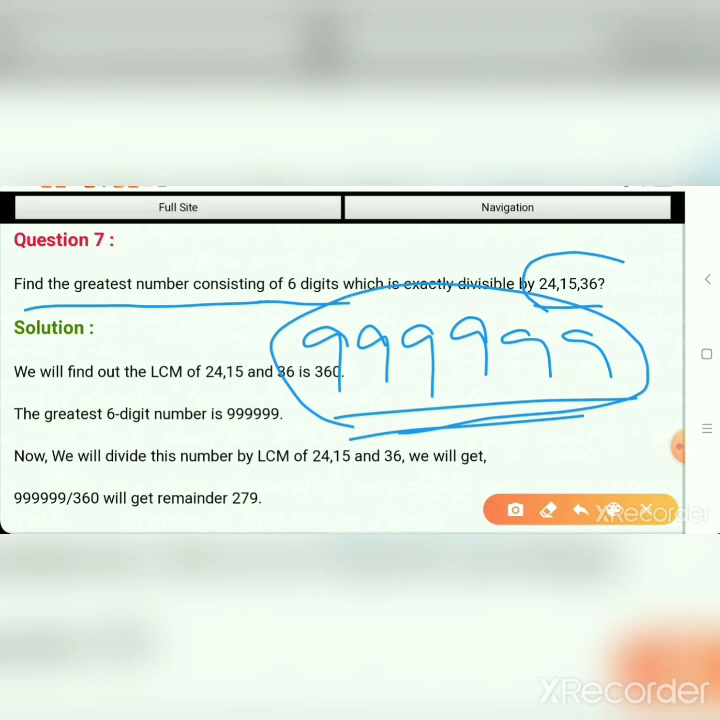 Full Site
Navigation
Question 7 :
Find the greatest number consisting of 6 digits which is exactly divisible by 24,15,36?
Solution :
999999
We will find out the LCM of 24,15 and 36 is 360.
The greatest 6-digit number is 999999.
Now, We will divide this number by LCM of 24,15 and 36, we will get,
999999/360 will get remainder 279.
XRecorder
XRecorder